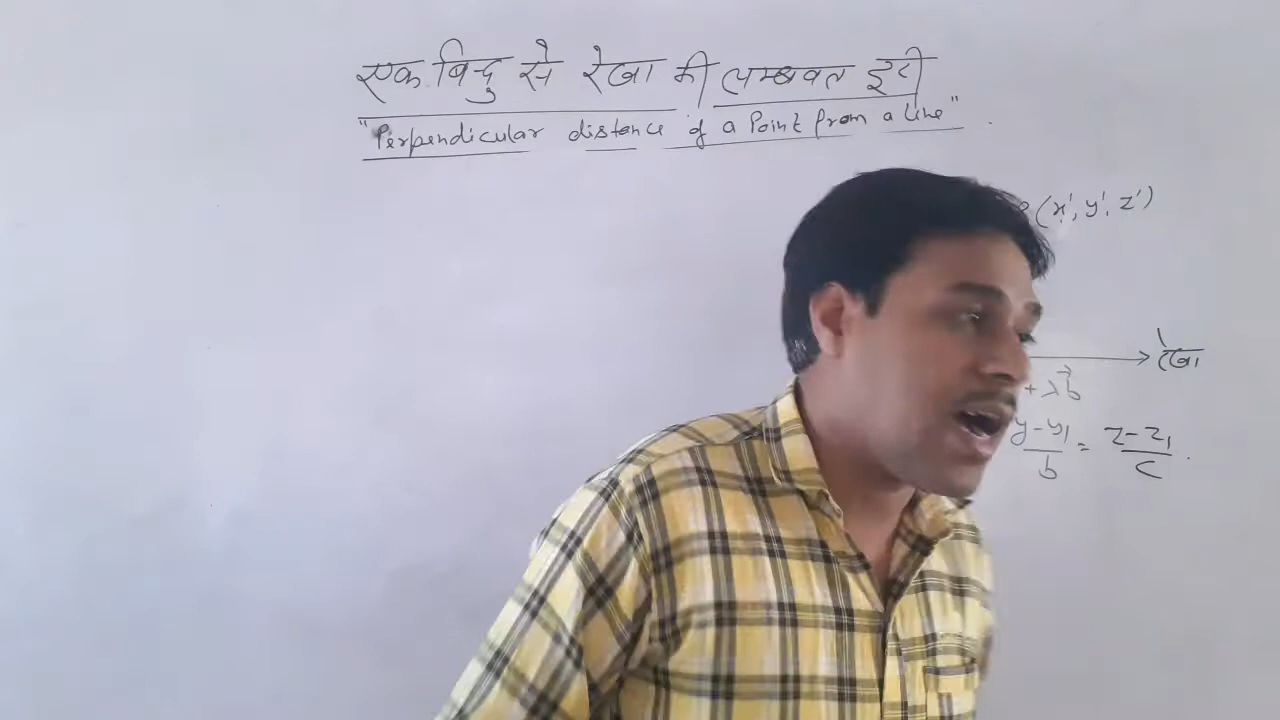 एक बिन्दु से रेखा की लम्बवत दूरी
"Perpendicular distance of a Point from a line"
P(x', y', z')
रेखा
+ λb⃗
y-y₁/b = z-z₁/c